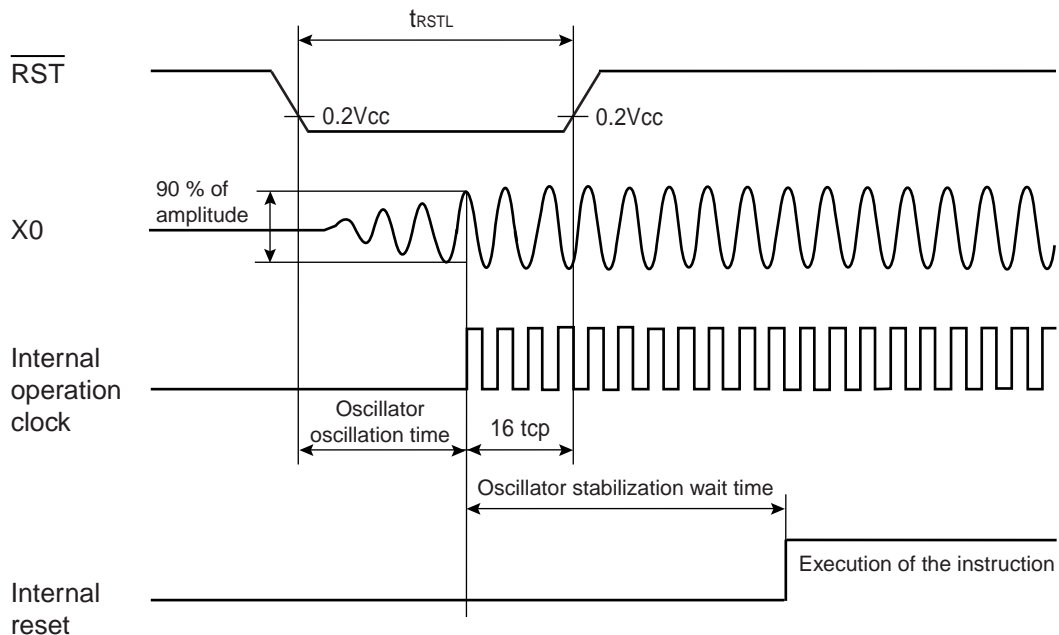 tRSTL
RST
0.2Vcc
0.2Vcc
90 % of
amplitude
X0
Internal
operation
clock
Oscillator
oscillation time
16 tcp
Oscillator stabilization wait time
Execution of the instruction
Internal
reset